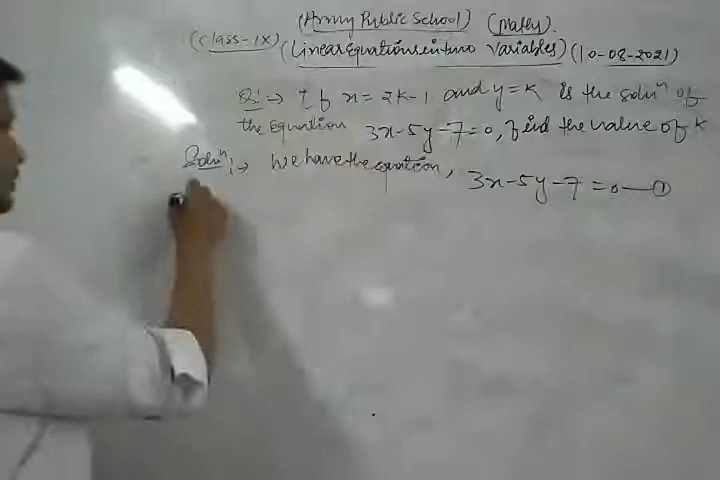 (Army Public School) (Maths).
(Class-IX) (Linear Equations in two Variables) (10-08-2021)
Q:⇒ If x = 2k-1 and y = k is the solⁿ of
the equation 3x-5y-7=0, find the value of k
Solⁿ:→ We have the equation, 3x-5y-7=0—①